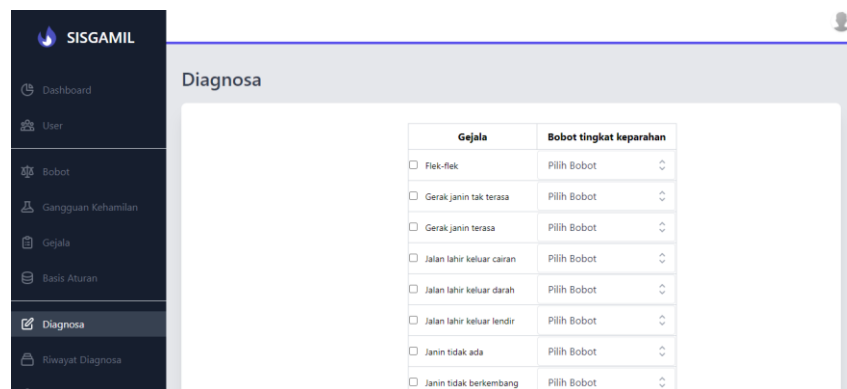 SISGAMIL
Dashboard
User
Bobot
Gangguan Kehamilan
Gejala
Basis Aturan
Diagnosa
Riwayat Diagnosa
Diagnosa
Gejala Bobot tingkat keparahan
Flek-flek Pilih Bobot
Gerak janin tak terasa Pilih Bobot
Gerak janin terasa Pilih Bobot
Jalan lahir keluar cairan Pilih Bobot
Jalan lahir keluar darah Pilih Bobot
Jalan lahir keluar lendir Pilih Bobot
Janin tidak ada Pilih Bobot
Janin tidak berkembang Pilih Bobot